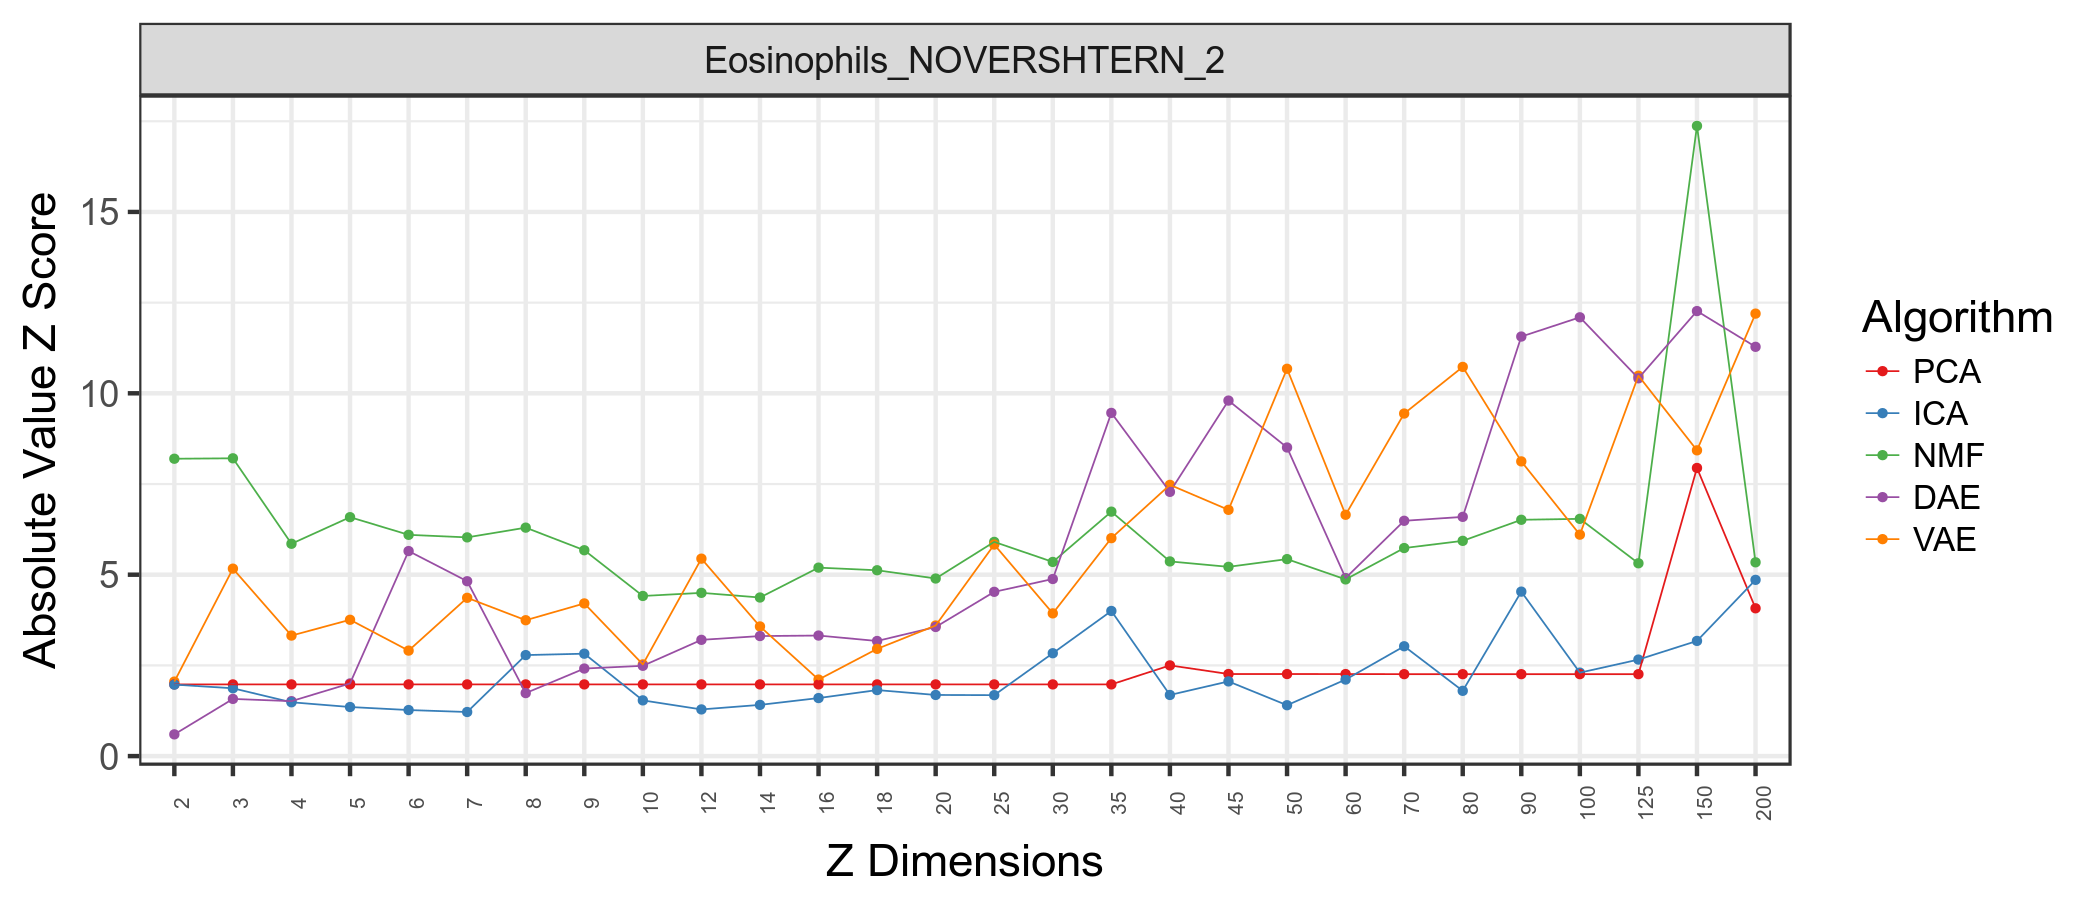 Eosinophils_NOVERSHTERN_2
Absolute Value Z Score
15
10
5
0
2 3 4 5 6 7 8 9 10 12 14 16 18 20 25 30 35 40 45 50 60 70 80 90 100 125 150 200
Z Dimensions
Algorithm
PCA
ICA
NMF
DAE
VAE